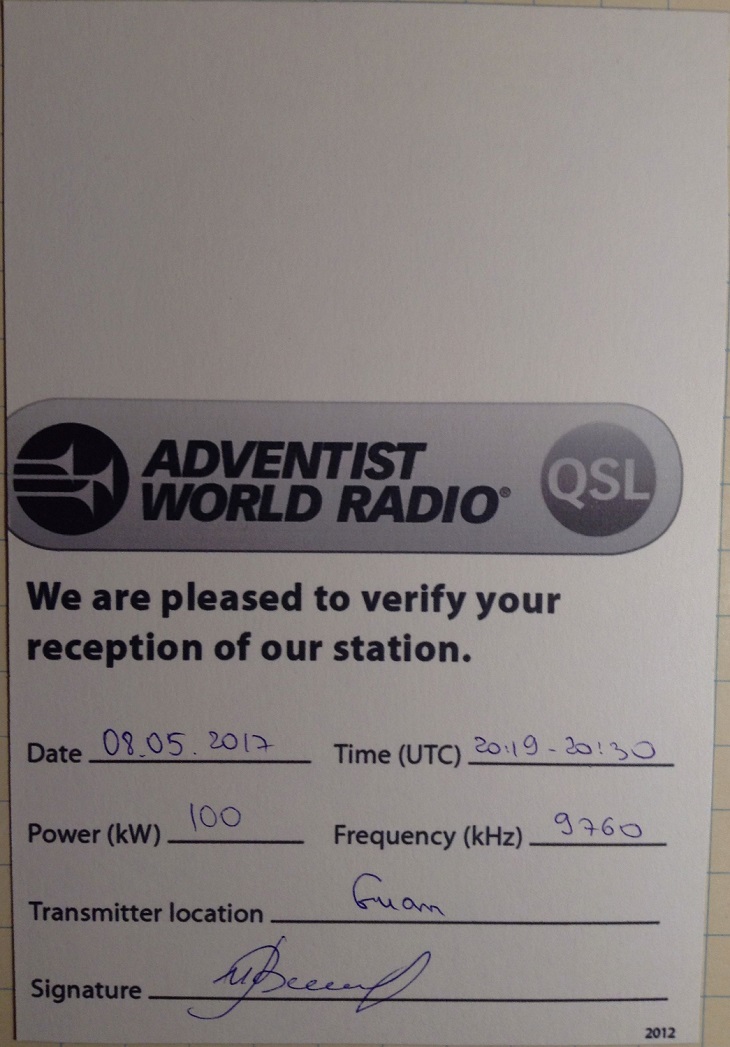 ADVENTIST
WORLD RADIO®
QSL
We are pleased to verify your
reception of our station.
Date 08.05.2017 Time (UTC) 20:19-20:30
Power (kW) 100 Frequency (kHz) 9760
Transmitter location Guam
Signature
2012